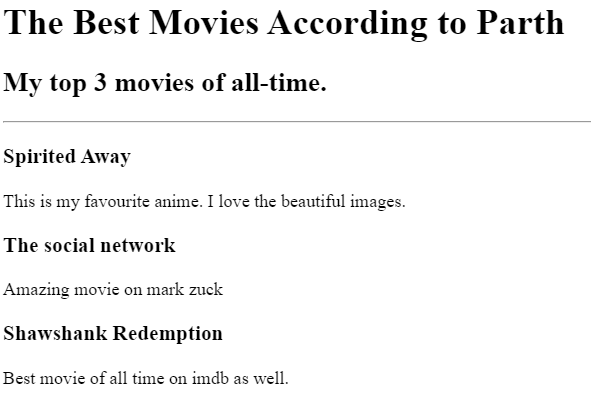 The Best Movies According to Parth
My top 3 movies of all-time.
Spirited Away
This is my favourite anime. I love the beautiful images.
The social network
Amazing movie on mark zuck
Shawshank Redemption
Best movie of all time on imdb as well.